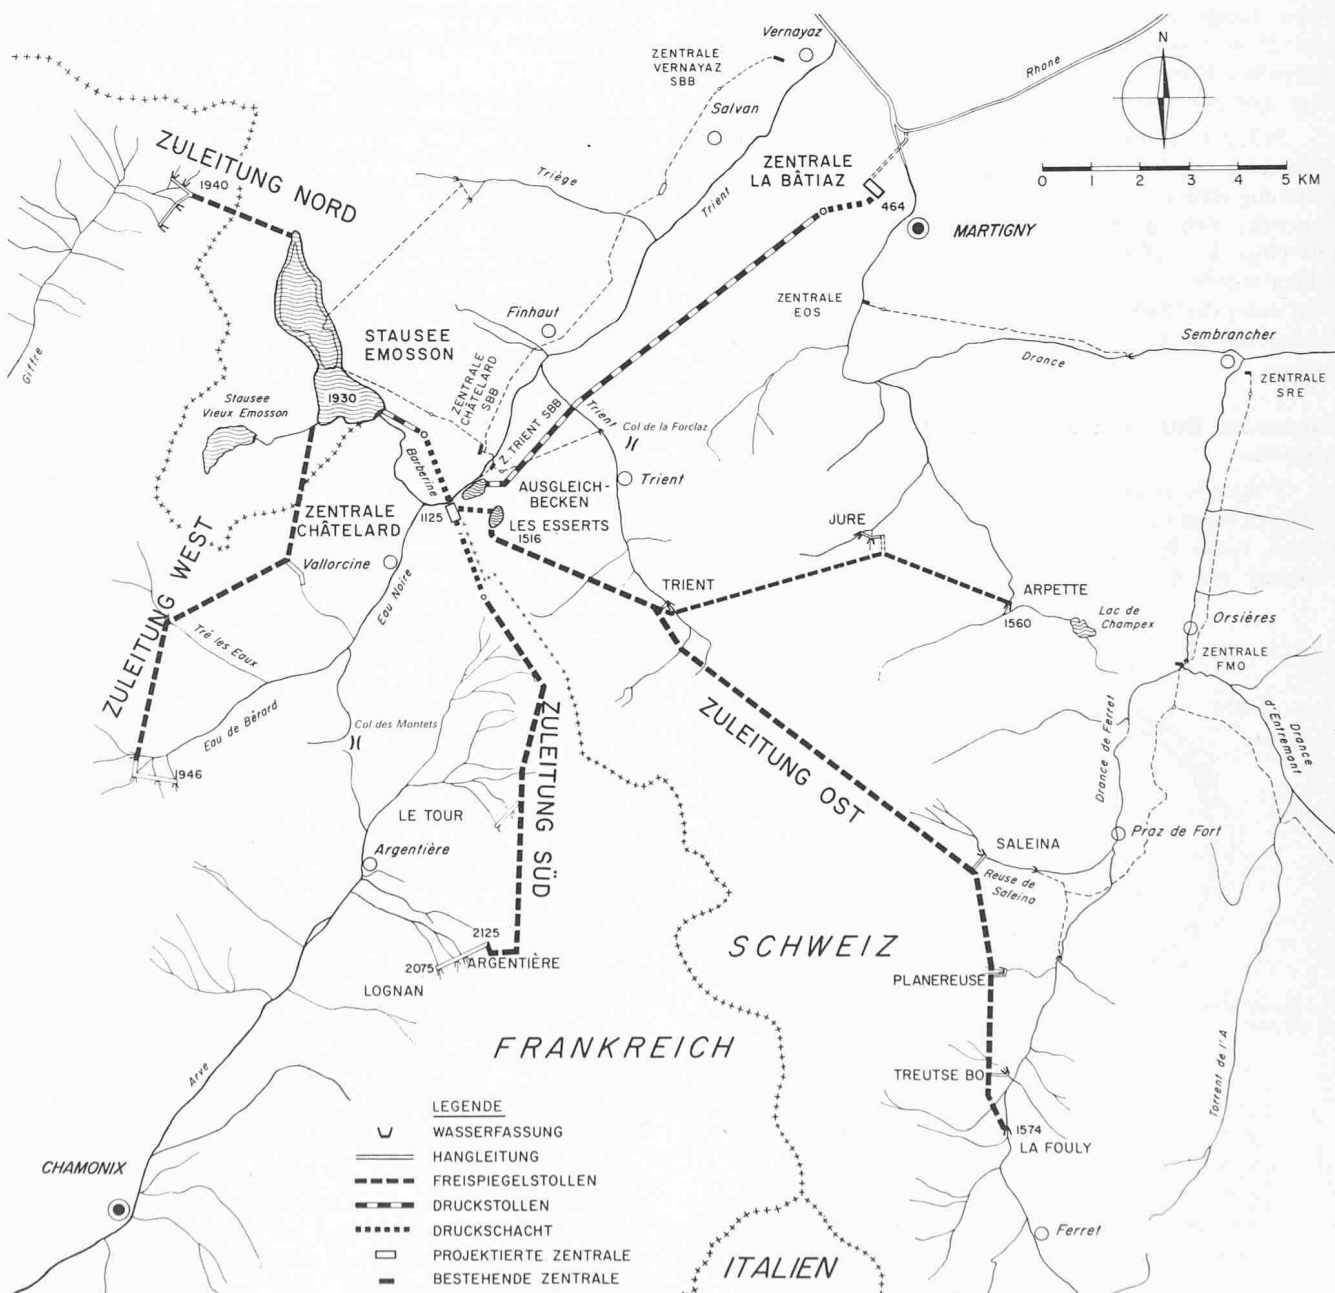 Vernayaz
ZENTRALE
VERNAYAZ
SBB
Rhone
N
Salvan
ZULEITUNG NORD
1940
Triège
Trient
ZENTRALE
LA BÂTIAZ
464
0 1 2 3 4 5 KM
MARTIGNY
Giffre
Finhaut
ZENTRALE
EOS
Sembrancher
STAUSEE
EMOSSON
ZENTRALE
CHÂTELARD
SBB
Drance
ZENTRALE
SRE
Stausee
Vieux Emosson
1930
Z. TRIENT SBB
Trient
Col de la Forclaz
Barberine
Trient
AUSGLEICH-
BECKEN
LES ESSERTS
1516
ZENTRALE
CHÂTELARD
1125
JURE
ZULEITUNG WEST
Vallorcine
Eau Noire
TRIENT
ARPETTE
1560
Lac de
Champex
Orsières
Tré les Eaux
ZENTRALE
FMO
Eau de Bérard
Col des Montets
1946
ZULEITUNG SÜD
ZULEITUNG OST
Drance de Ferret
Drance
d'Entremont
LE TOUR
Argentière
SALEINA
Reuse de
Saleina
Praz de Fort
2125
2075
ARGENTIÈRE
LOGNAN
SCHWEIZ
PLANEREUSE
FRANKREICH
Arve
TREUTSE BO
Torrent de l'A
1574
LA FOULY
CHAMONIX
Ferret
ITALIEN
LEGENDE
WASSERFASSUNG
HANGLEITUNG
FREISPIEGELSTOLLEN
DRUCKSTOLLEN
DRUCKSCHACHT
PROJEKTIERTE ZENTRALE
BESTEHENDE ZENTRALE